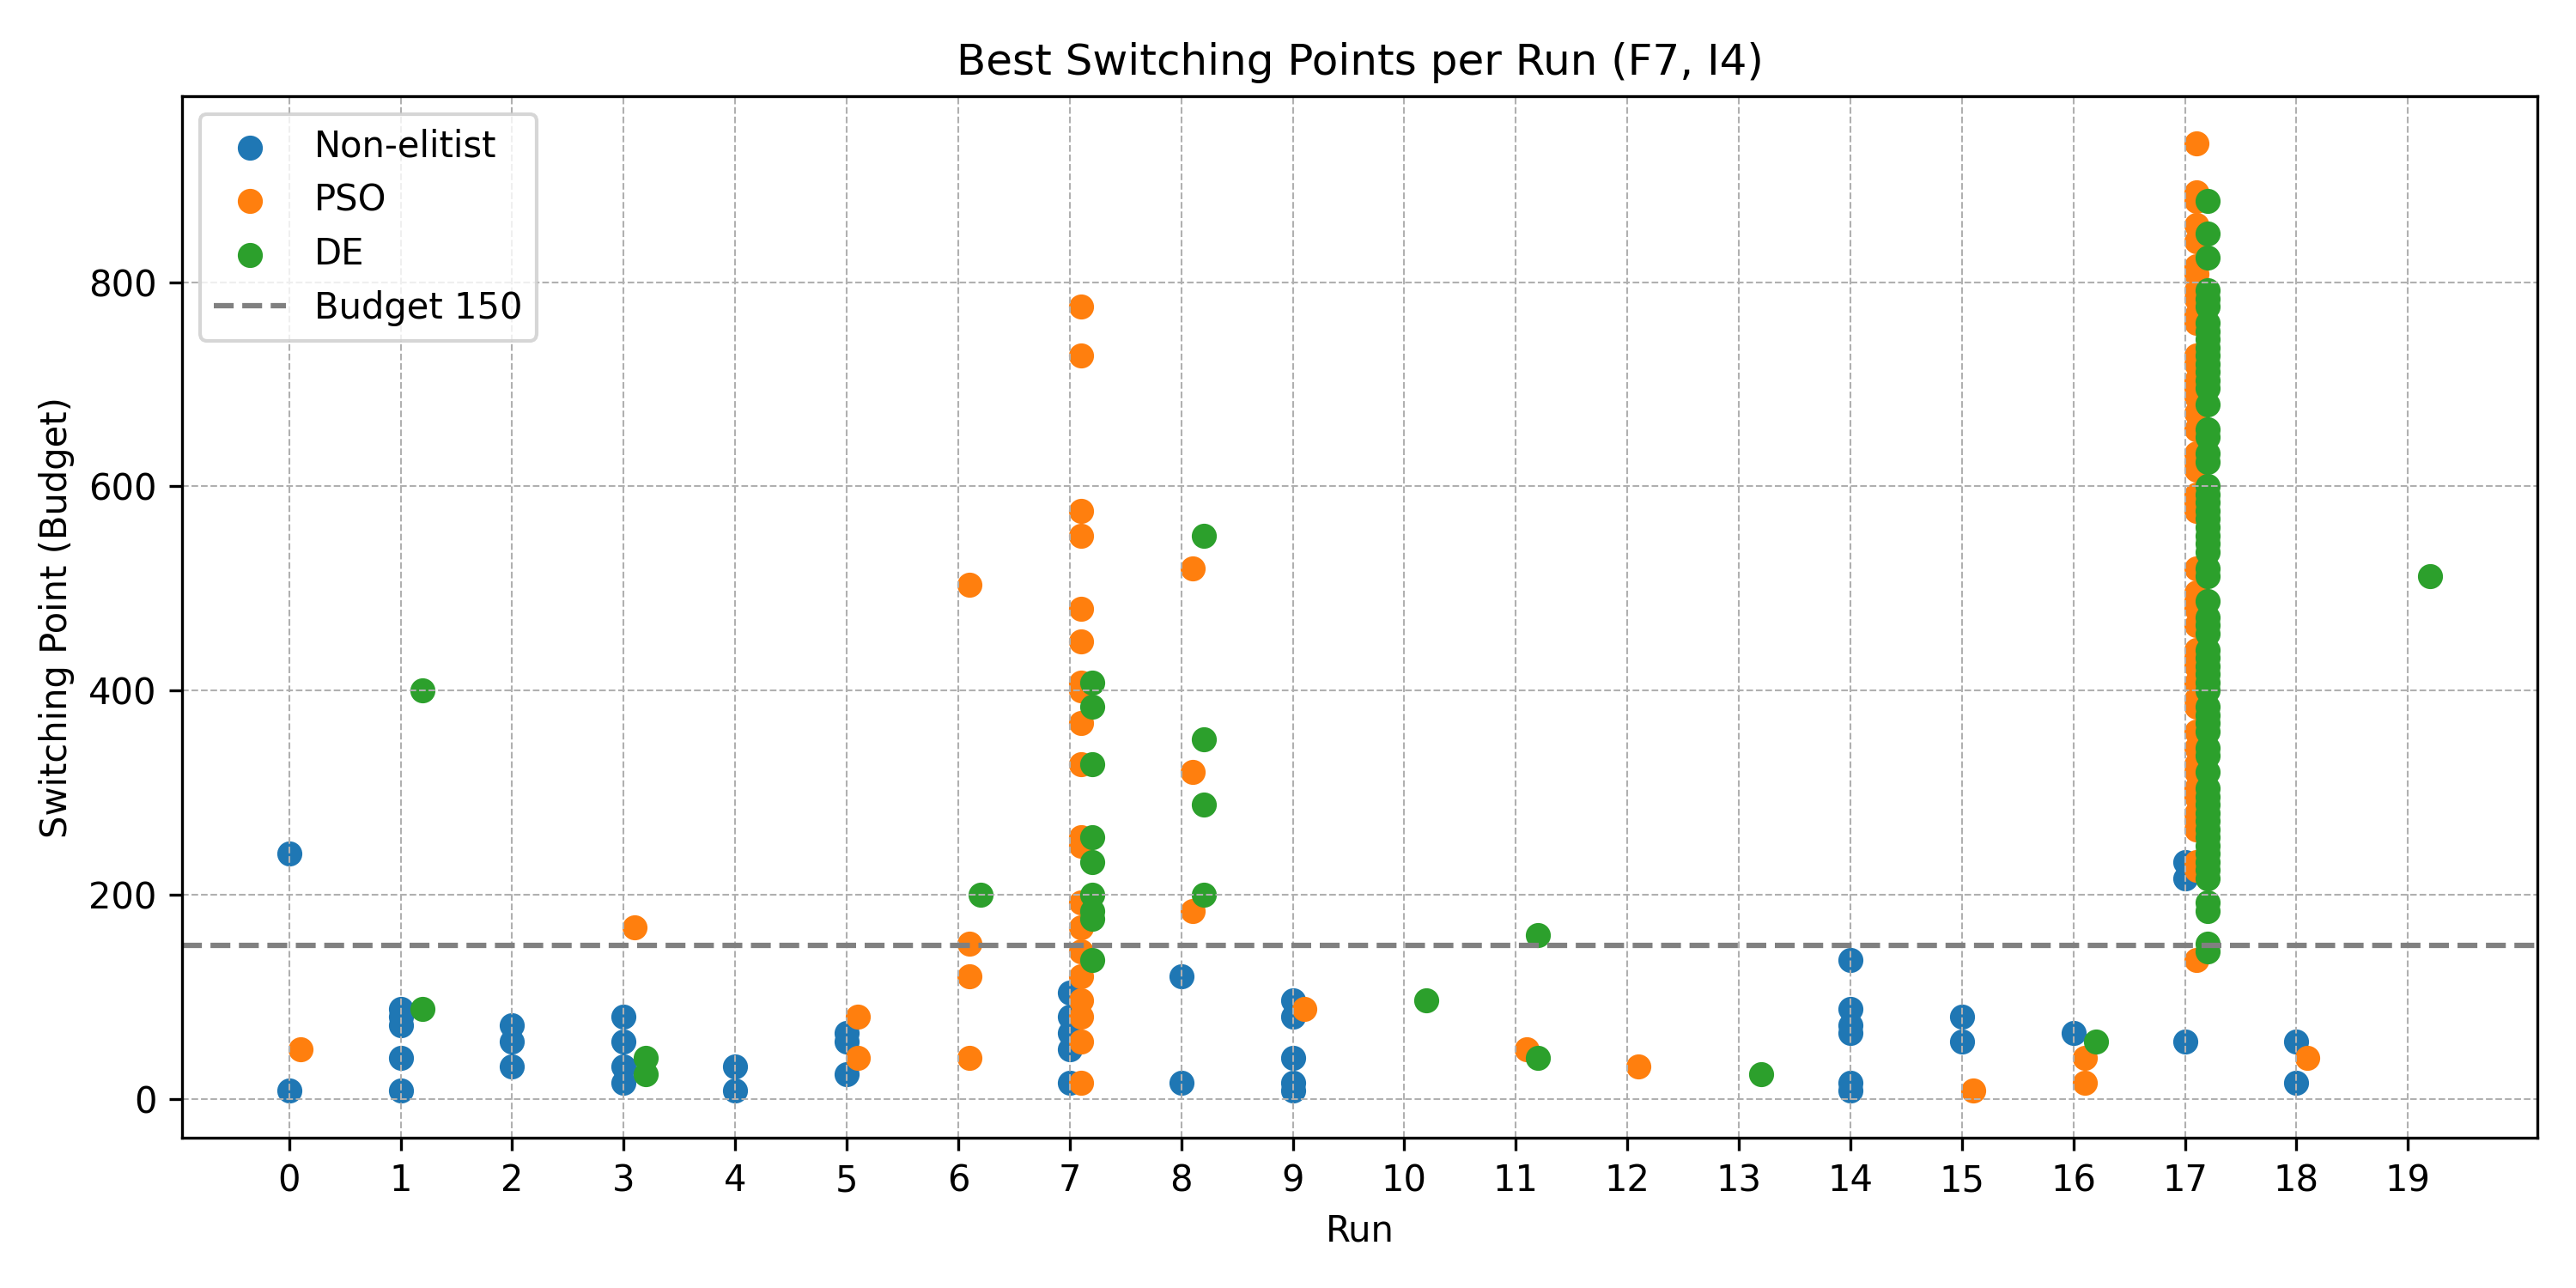 Best Switching Points per Run (F7, I4)
Non-elitist
PSO
DE
Budget 150
Switching Point (Budget)
800
600
400
200
0
0 1 2 3 4 5 6 7 8 9 10 11 12 13 14 15 16 17 18 19
Run